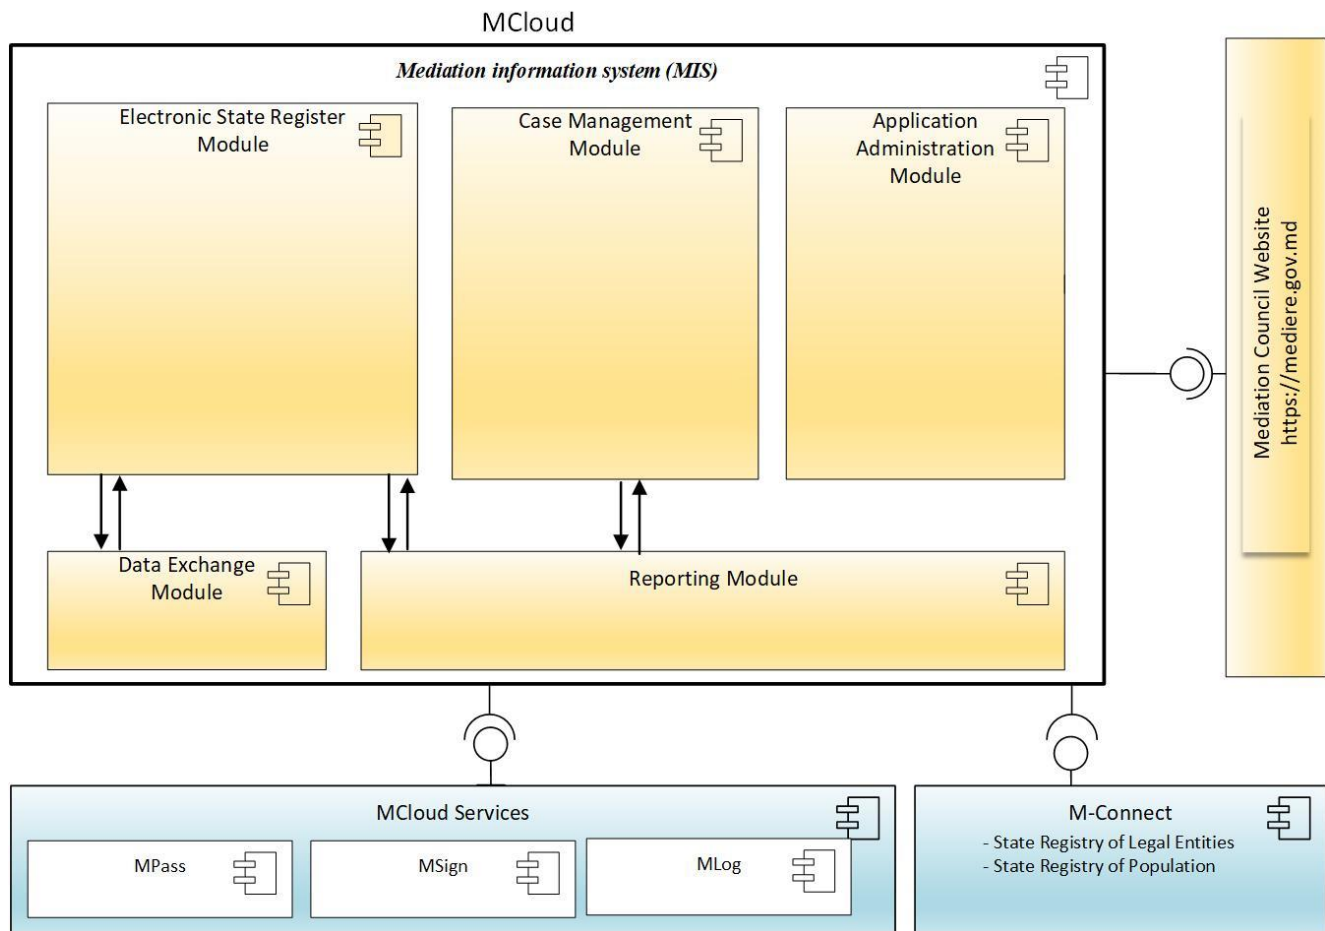 MCloud
Mediation information system (MIS)
Electronic State Register
Module
Case Management
Module
Application
Administration
Module
Data Exchange
Module
Reporting Module
Mediation Council Website
https://mediere.gov.md
MCloud Services
MPass
MSign
MLog
M-Connect
- State Registry of Legal Entities
- State Registry of Population